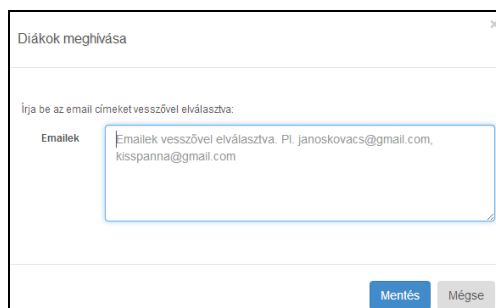 ×
Diákok meghívása
Írja be az email címeket vesszővel elválasztva:
Emailek
Emailek vesszővel elválasztva. Pl. janoskovacs@gmail.com,
kisspanna@gmail.com
Mentés
Mégse